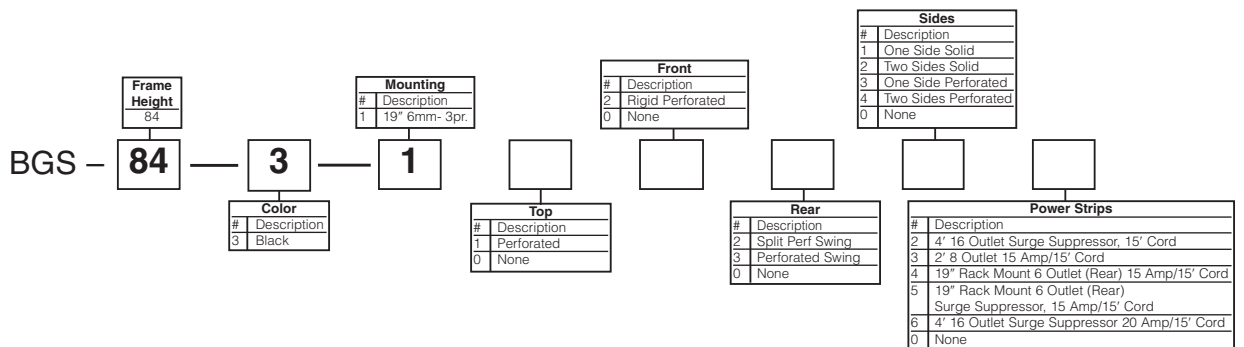 Sides
# Description
1 One Side Solid
2 Two Sides Solid
3 One Side Perforated
4 Two Sides Perforated
0 None
Frame
Height
84
Mounting
# Description
1 19″ 6mm- 3pr.
Front
# Description
2 Rigid Perforated
0 None
BGS – 84 — 3 — 1
Color
# Description
3 Black
Top
# Description
1 Perforated
0 None
Rear
# Description
2 Split Perf Swing
3 Perforated Swing
0 None
Power Strips
# Description
2 4′ 16 Outlet Surge Suppressor, 15′ Cord
3 2′ 8 Outlet 15 Amp/15′ Cord
4 19″ Rack Mount 6 Outlet (Rear) 15 Amp/15′ Cord
5 19″ Rack Mount 6 Outlet (Rear)
Surge Suppressor, 15 Amp/15′ Cord
6 4′ 16 Outlet Surge Suppressor 20 Amp/15′ Cord
0 None